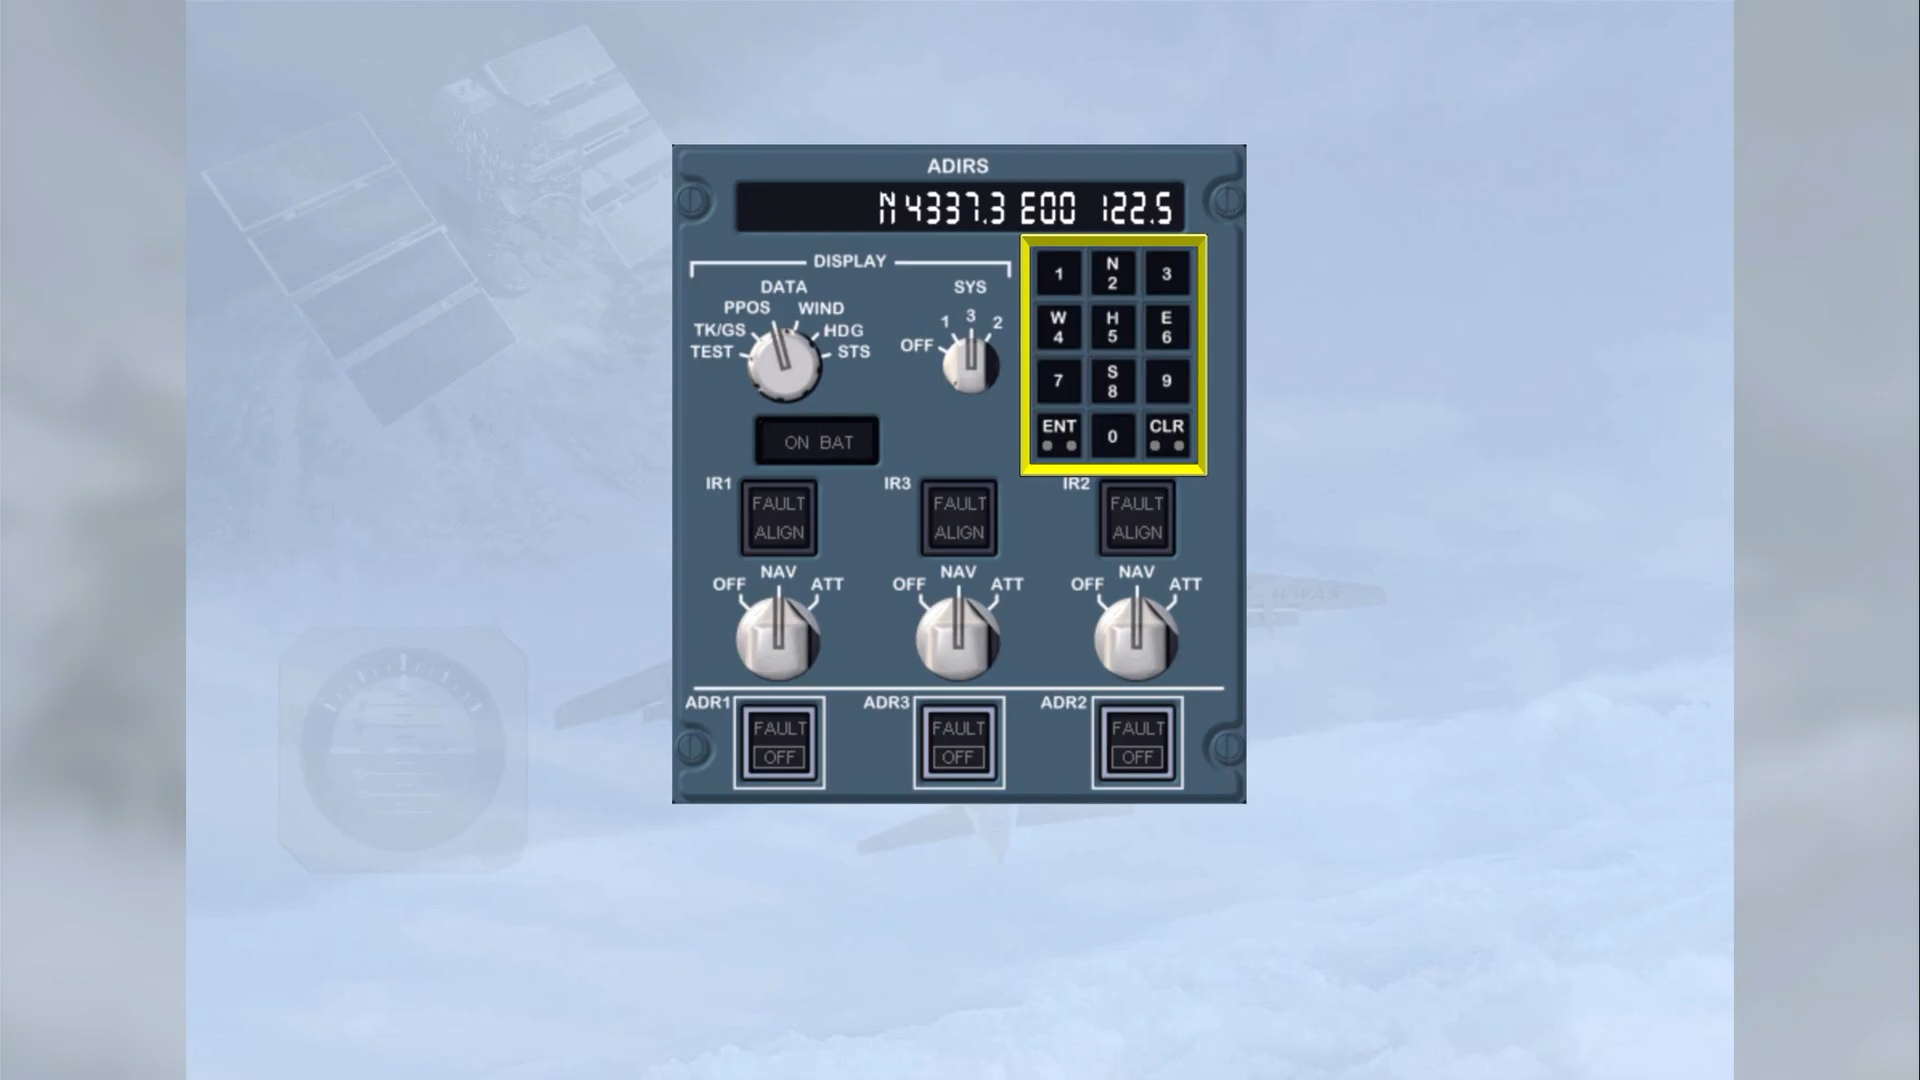 ADIRS
N4337.3 E00 122.5
DISPLAY
DATA
SYS
PPOS WIND
TK/GS HDG
TEST STS
1 3 2
OFF
1 N 2 3
W 4 H 5 E 6
7 S 8 9
ENT 0 CLR
ON BAT
IR1 IR3 IR2
FAULT FAULT FAULT
ALIGN ALIGN ALIGN
OFF NAV ATT OFF NAV ATT OFF NAV ATT
ADR1 ADR3 ADR2
FAULT FAULT FAULT
OFF OFF OFF